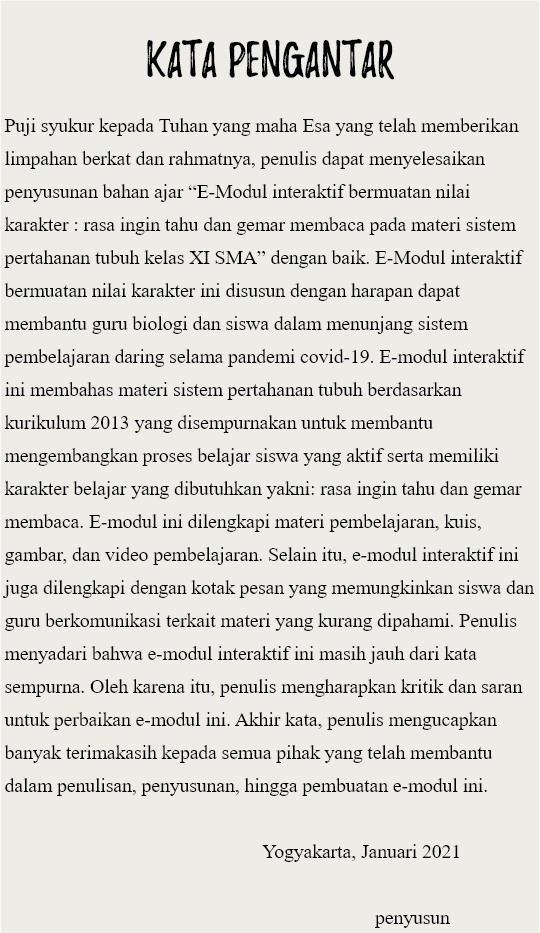 KATA PENGANTAR
Puji syukur kepada Tuhan yang maha Esa yang telah memberikan
limpahan berkat dan rahmatnya, penulis dapat menyelesaikan
penyusunan bahan ajar “E-Modul interaktif bermuatan nilai
karakter : rasa ingin tahu dan gemar membaca pada materi sistem
pertahanan tubuh kelas XI SMA” dengan baik. E-Modul interaktif
bermuatan nilai karakter ini disusun dengan harapan dapat
membantu guru biologi dan siswa dalam menunjang sistem
pembelajaran daring selama pandemi covid-19. E-modul interaktif
ini membahas materi sistem pertahanan tubuh berdasarkan
kurikulum 2013 yang disempurnakan untuk membantu
mengembangkan proses belajar siswa yang aktif serta memiliki
karakter belajar yang dibutuhkan yakni: rasa ingin tahu dan gemar
membaca. E-modul ini dilengkapi materi pembelajaran, kuis,
gambar, dan video pembelajaran. Selain itu, e-modul interaktif ini
juga dilengkapi dengan kotak pesan yang memungkinkan siswa dan
guru berkomunikasi terkait materi yang kurang dipahami. Penulis
menyadari bahwa e-modul interaktif ini masih jauh dari kata
sempurna. Oleh karena itu, penulis mengharapkan kritik dan saran
untuk perbaikan e-modul ini. Akhir kata, penulis mengucapkan
banyak terimakasih kepada semua pihak yang telah membantu
dalam penulisan, penyusunan, hingga pembuatan e-modul ini.
Yogyakarta, Januari 2021
penyusun